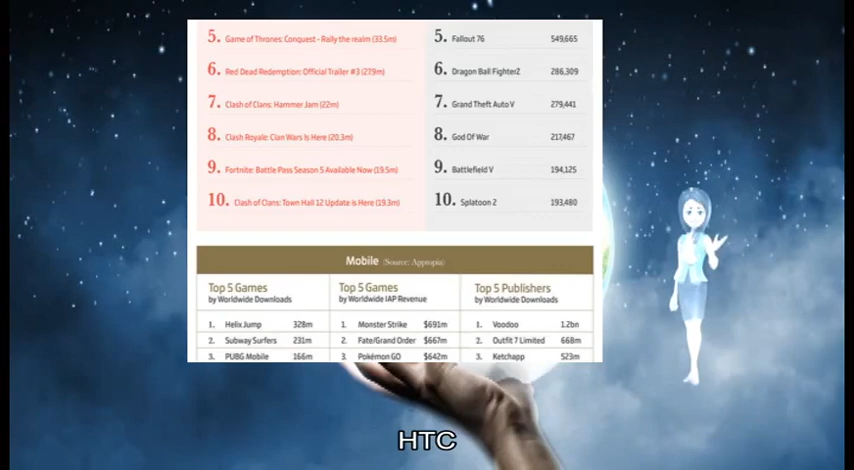 5. Game of Thrones: Conquest - Rally the realm (33.5m)
6. Red Dead Redemption: Official Trailer #3 (27.9m)
7. Clash of Clans: Hammer Jam (22m)
8. Clash Royale: Clan Wars Is Here (20.3m)
9. Fortnite: Battle Pass Season 5 Available Now (19.5m)
10. Clash of Clans: Town Hall 12 Update is Here (19.3m)
5. Fallout 76 549,665
6. Dragon Ball FighterZ 286,309
7. Grand Theft Auto V 279,441
8. God Of War 217,467
9. Battlefield V 194,125
10. Splatoon 2 193,480
Mobile (Source: Appropia)
Top 5 Games
by Worldwide Downloads
1. Helix Jump 328m
2. Subway Surfers 231m
3. PUBG Mobile 166m
Top 5 Games
by Worldwide IAP Revenue
1. Monster Strike $691m
2. Fate/Grand Order $667m
3. Pokémon GO $642m
Top 5 Publishers
by Worldwide Downloads
1. Voodoo 1.2bn
2. Outfit 7 Limited 668m
3. Ketchapp 523m
HTC